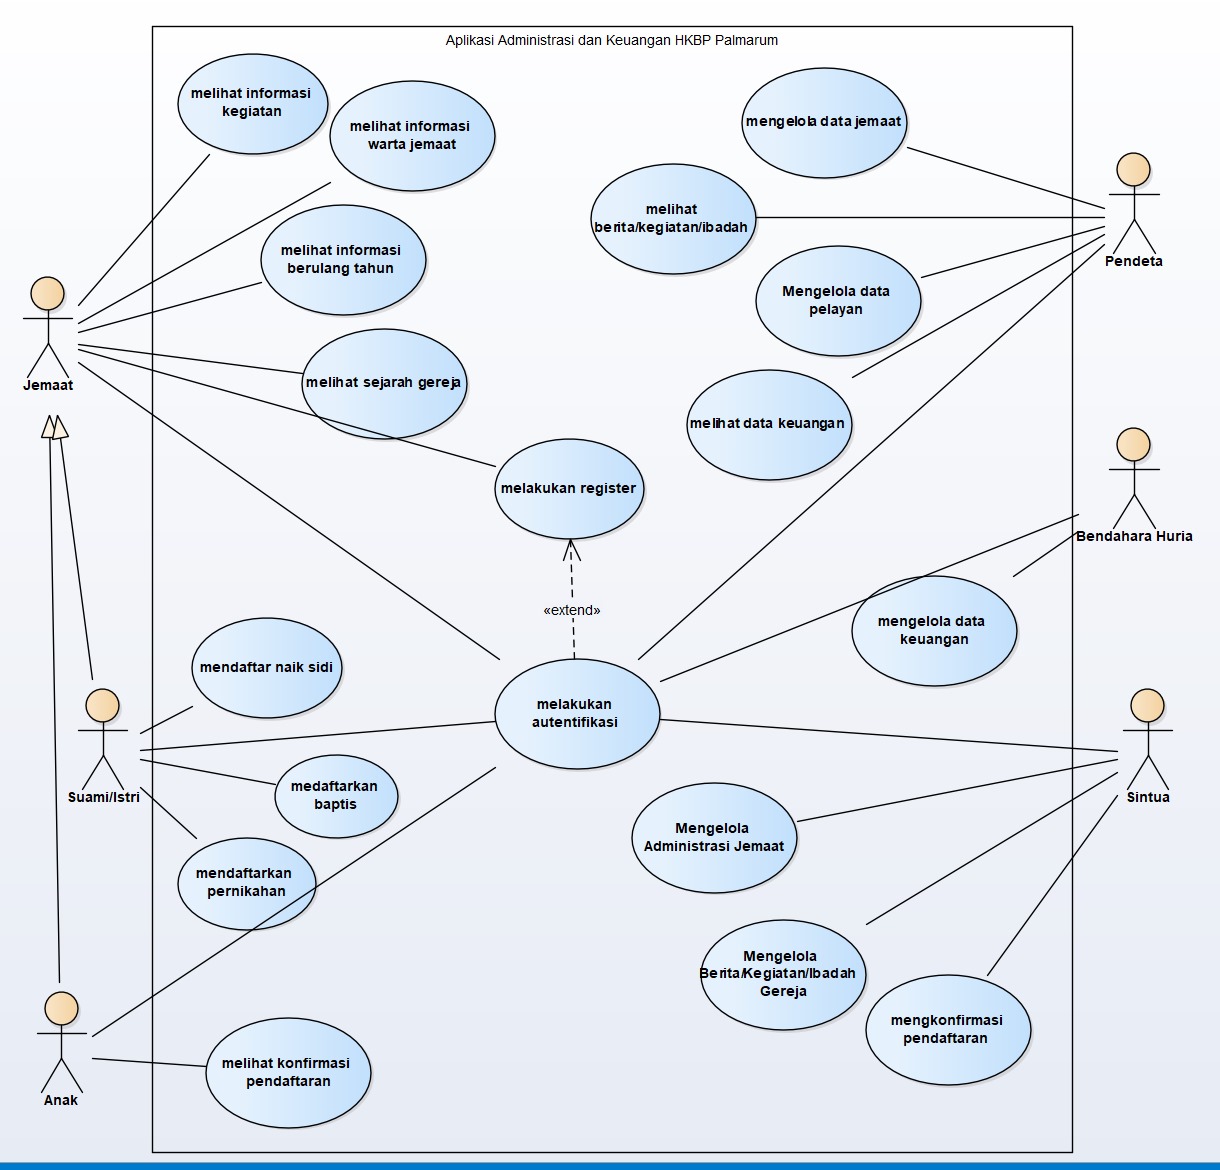 Aplikasi Administrasi dan Keuangan HKBP Palmarum
melihat informasi
kegiatan
melihat informasi
warta jemaat
melihat informasi
berulang tahun
melihat sejarah gereja
melakukan register
mengelola data jemaat
melihat
berita/kegiatan/ibadah
Mengelola data
pelayan
melihat data keuangan
Jemaat
Pendeta
Bendahara Huria
«extend»
mengelola data
keuangan
mendaftar naik sidi
melakukan
autentifikasi
medaftarkan
baptis
mendaftarkan
pernikahan
Suami/Istri
Sintua
Mengelola
Administrasi Jemaat
Mengelola
Berita/Kegiatan/Ibadah
Gereja
mengkonfirmasi
pendaftaran
melihat konfirmasi
pendaftaran
Anak